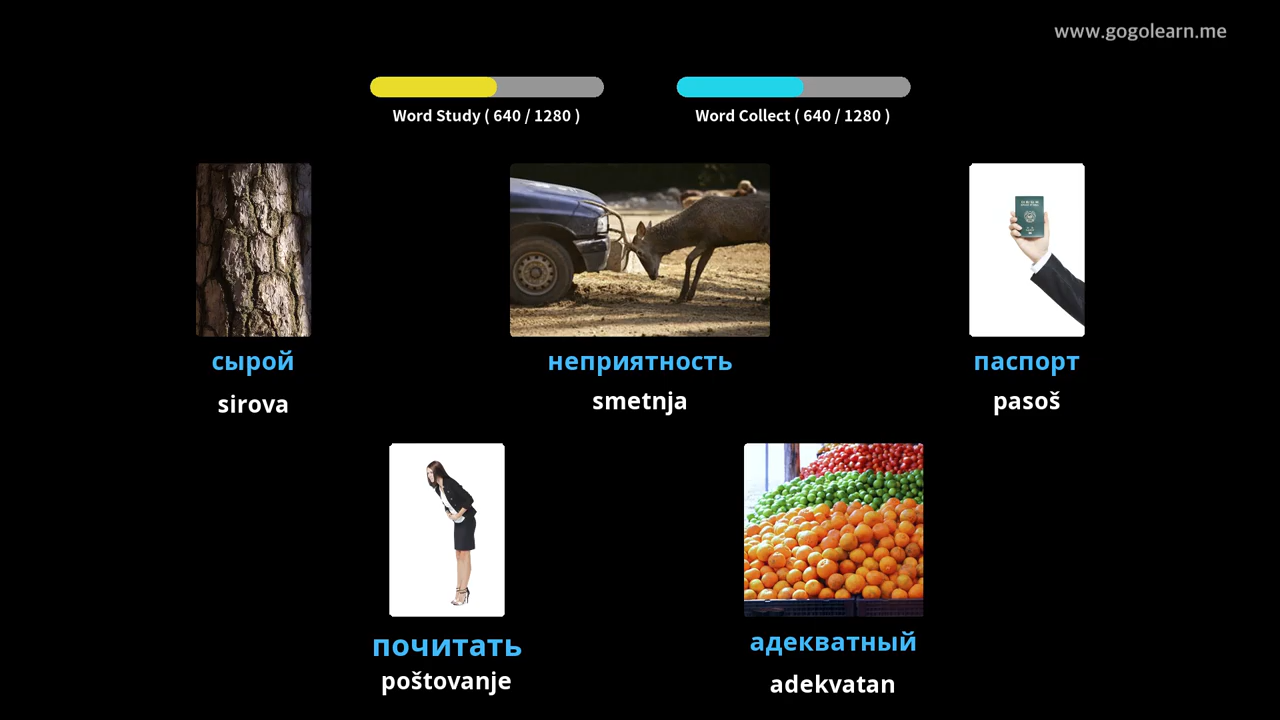 www.gogolearn.me
Word Study ( 640 / 1280 )
Word Collect ( 640 / 1280 )
сырой
неприятность
паспорт
sirova
smetnja
pasoš
почитать
адекватный
poštovanje
adekvatan